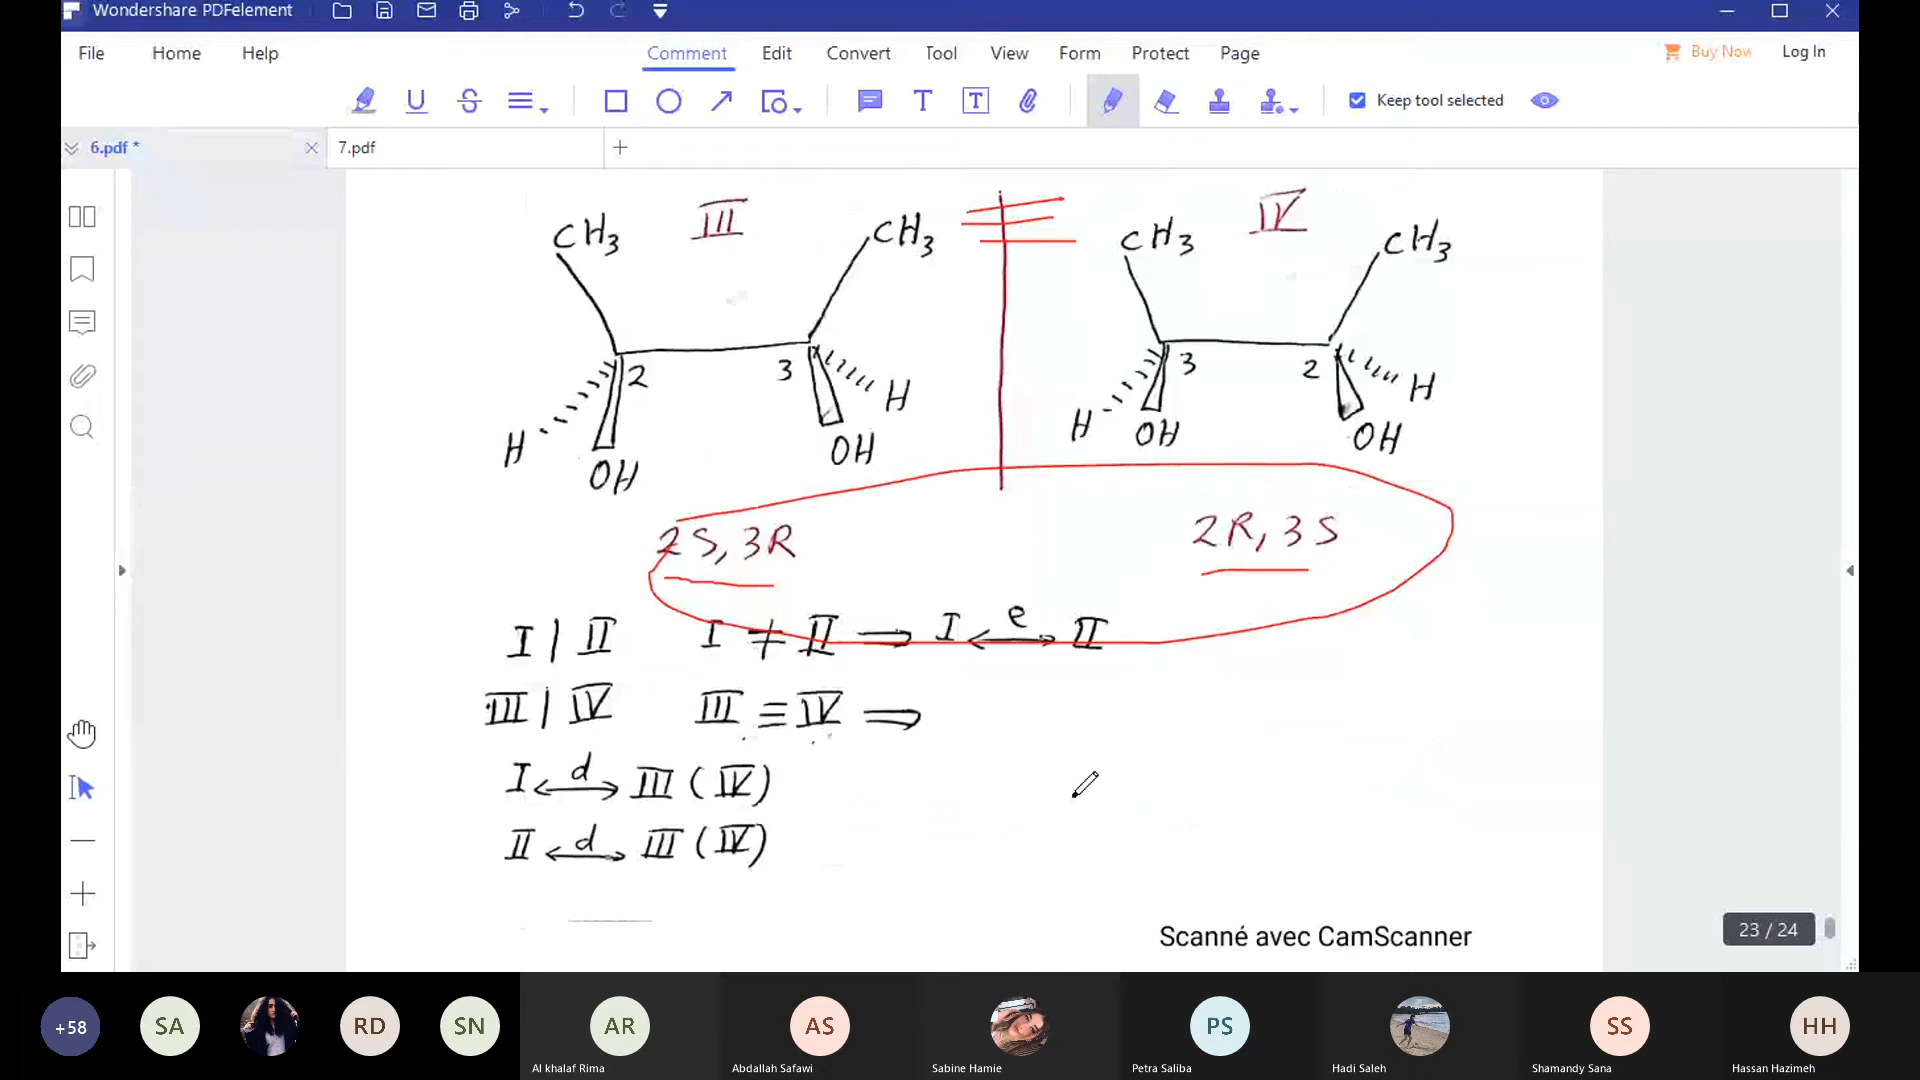 Wondershare PDFelement
File Home Help Comment Edit Convert Tool View Form Protect Page Buy Now Log In
U S T T Keep tool selected
6.pdf * 7.pdf
III IV
CH3 CH3 CH3 CH3
2 3 3 2
H OH OH H H OH OH H
2S, 3R 2R, 3S
I | II I ≠ II ⟹ I ⟷ e II
III | IV III ≡ IV ⟹
I ⟷ d III (IV)
II ⟷ d III (IV)
Scanné avec CamScanner
23 / 24
+58 SA RD SN AR AS PS SS HH
Al khalaf Rima Abdallah Safawi Sabine Hamie Petra Saliba Hadi Saleh Shamandy Sana Hassan Hazimeh